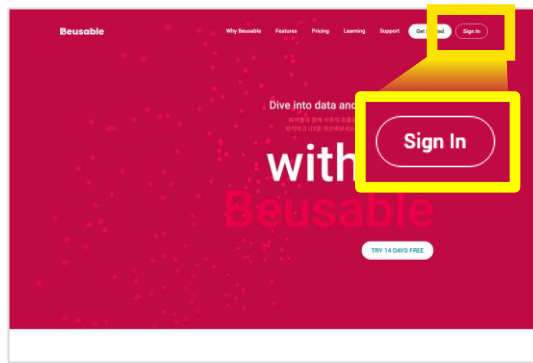 Beusable
Why Beusable Features Pricing Learning Support Get Sign In
Dive into data and
with
Sign In
Beusable
TRY 14 DAYS FREE